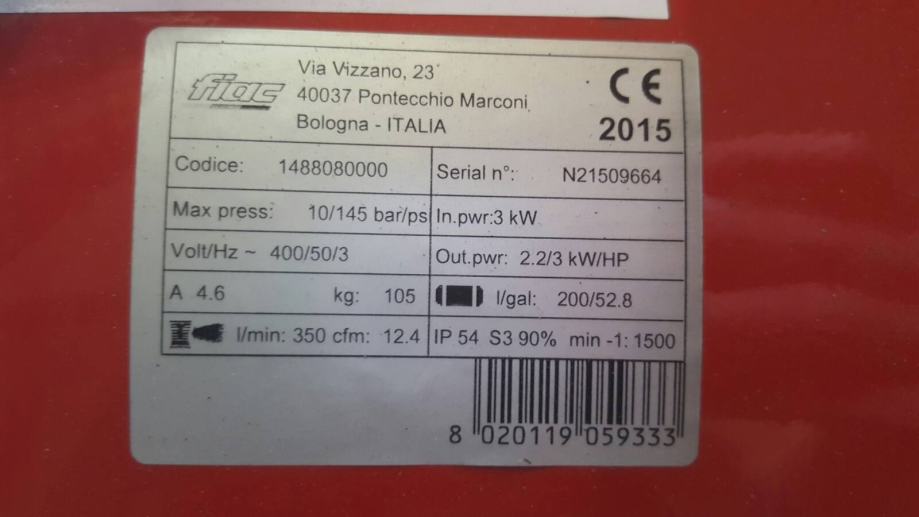 fiac
Via Vizzano, 23
40037 Pontecchio Marconi
Bologna - ITALIA
CE
2015
Codice: 1488080000
Serial n°: N21509664
Max press: 10/145 bar/psi
In.pwr:3 kW
Volt/Hz ~ 400/50/3
Out.pwr: 2.2/3 kW/HP
A 4.6 kg: 105
l/gal: 200/52.8
l/min: 350 cfm: 12.4
IP 54 S3 90% min -1: 1500
8 020119 059333